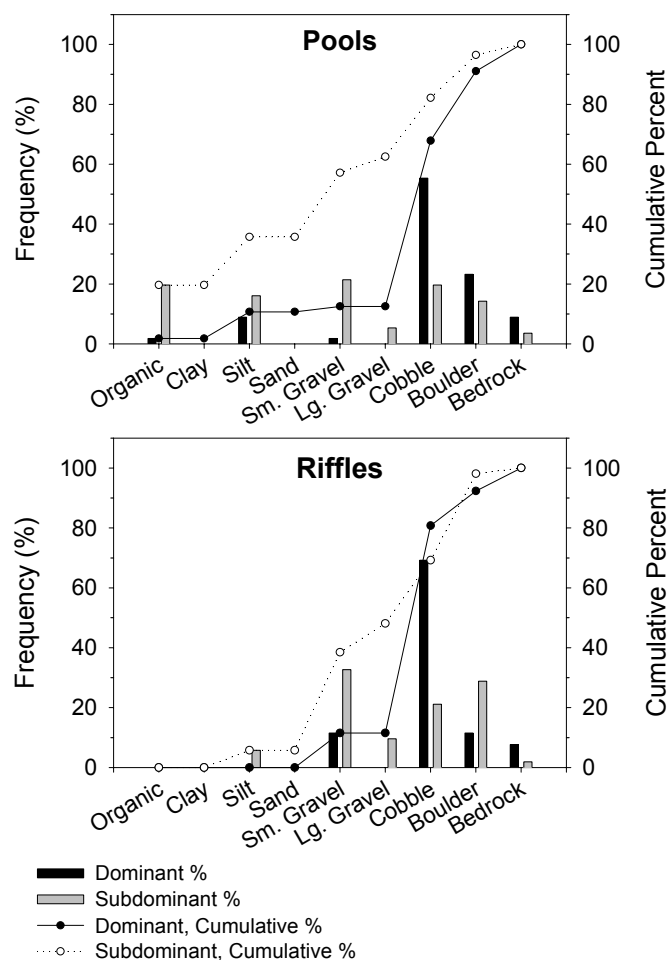 Pools
Frequency (%)
100
80
60
40
20
0
Cumulative Percent
100
80
60
40
20
0
Organic
Clay
Silt
Sand
Sm. Gravel
Lg. Gravel
Cobble
Boulder
Bedrock
Riffles
Frequency (%)
100
80
60
40
20
0
Cumulative Percent
100
80
60
40
20
0
Organic
Clay
Silt
Sand
Sm. Gravel
Lg. Gravel
Cobble
Boulder
Bedrock
Dominant %
Subdominant %
Dominant, Cumulative %
Subdominant, Cumulative %